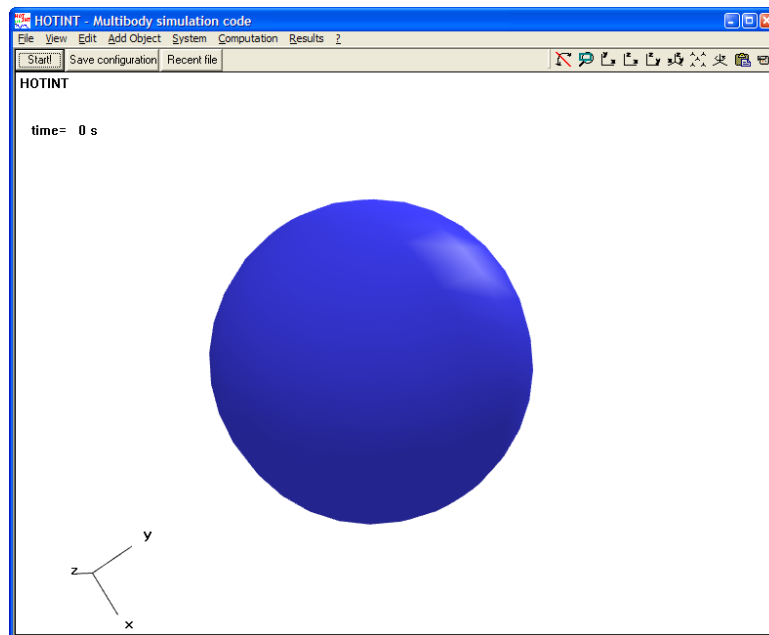 HOTINT - Multibody simulation code
File View Edit Add Object System Computation Results ?
Start! Save configuration Recent file
HOTINT
time= 0 s
y
z
x